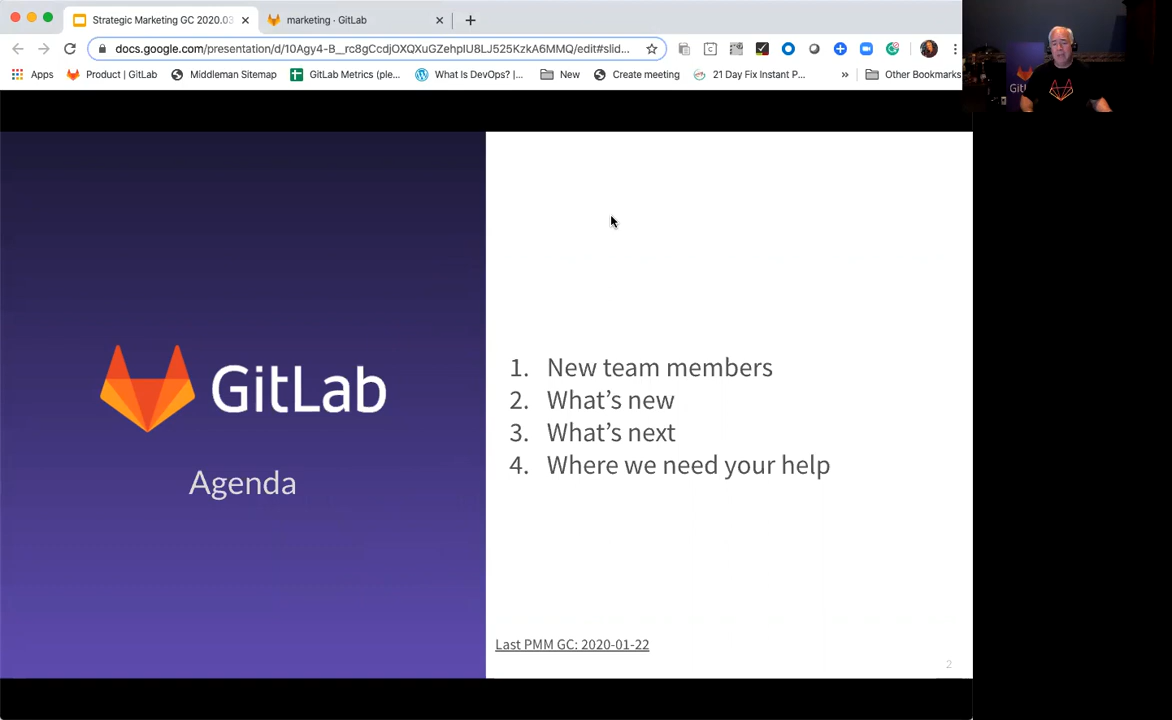 Strategic Marketing GC 2020.03
marketing · GitLab
docs.google.com/presentation/d/10Agy4-B__rc8gCcdjOXQXuGZehpIU8LJ525KzkA6MMQ/edit#slid...
Apps
Product | GitLab
Middleman Sitemap
GitLab Metrics (ple...
What Is DevOps? |...
New
Create meeting
21 Day Fix Instant P...
»
Other Bookmarks
GitLab
Agenda
1. New team members
2. What's new
3. What's next
4. Where we need your help
Last PMM GC: 2020-01-22
2